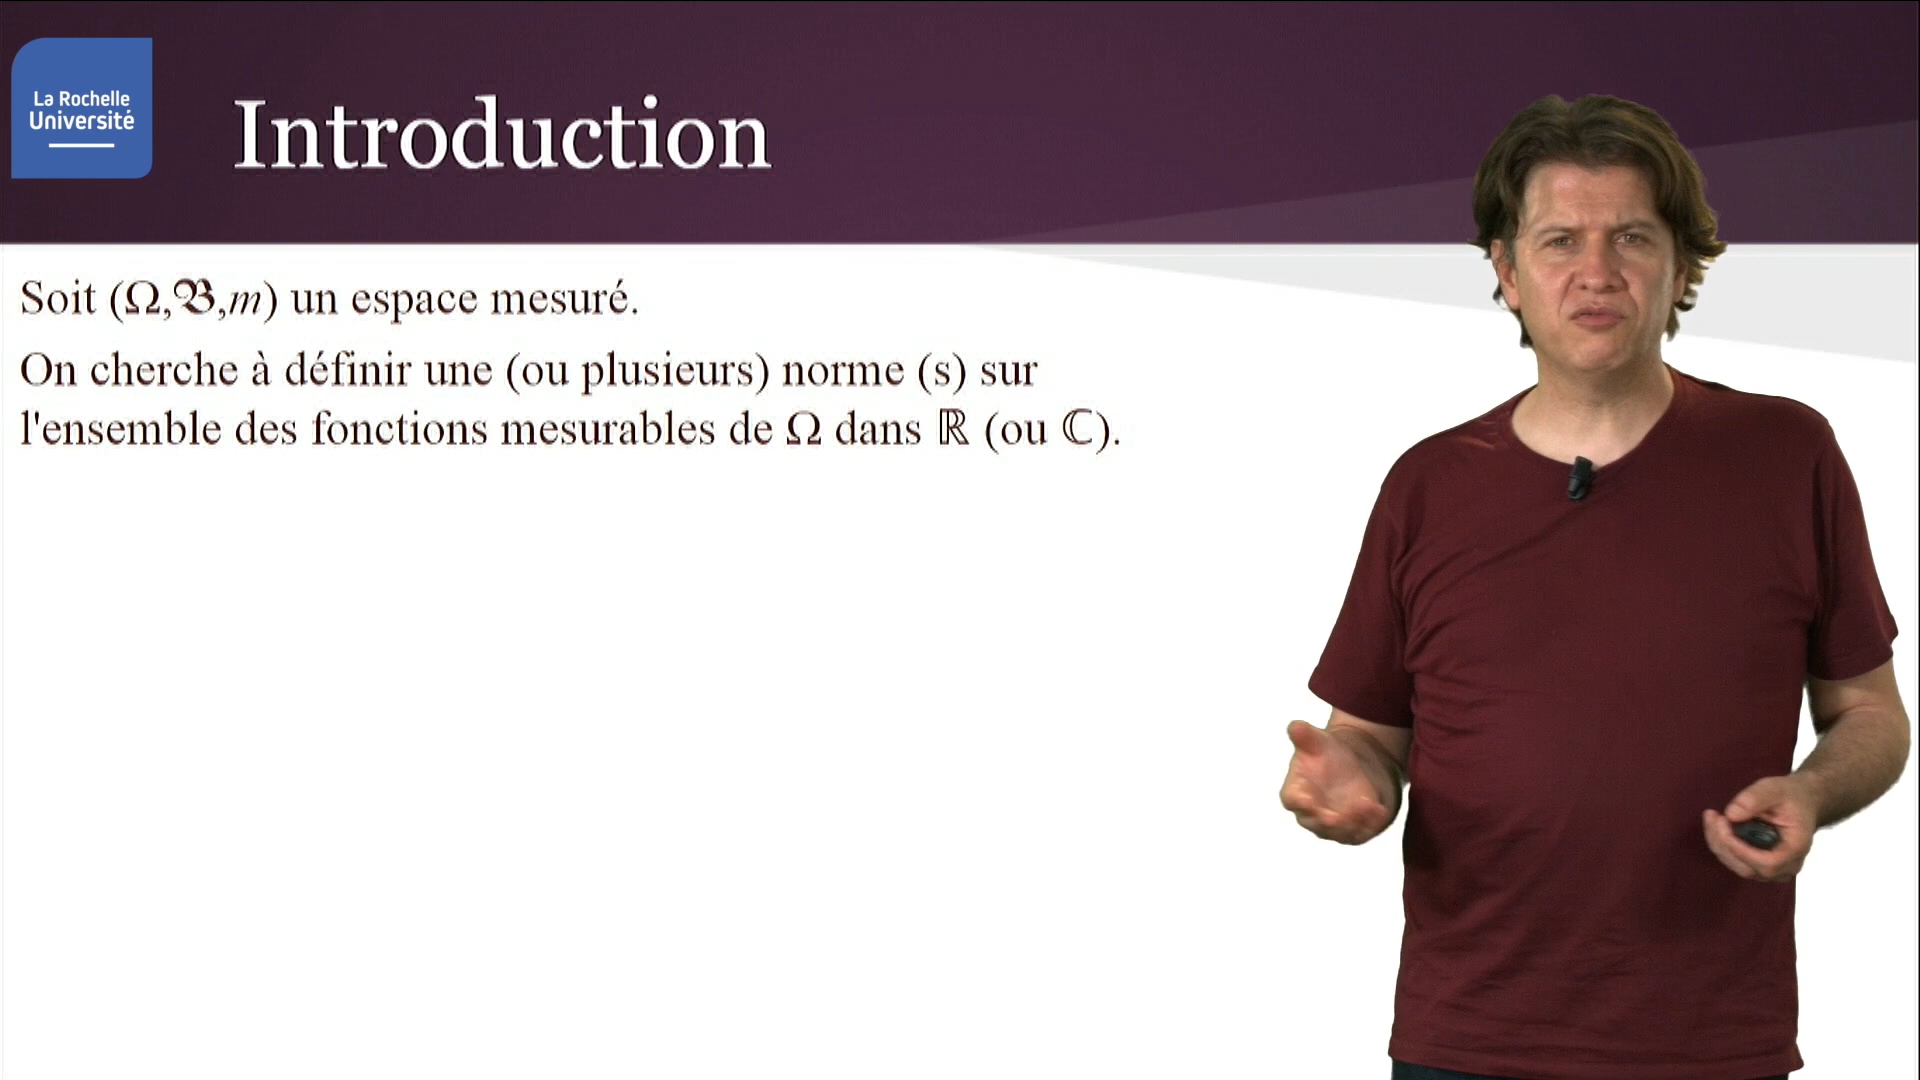 La Rochelle
Université
Introduction
Soit (Ω,𝔅,m) un espace mesuré.
On cherche à définir une (ou plusieurs) norme (s) sur
l'ensemble des fonctions mesurables de Ω dans ℝ (ou ℂ).